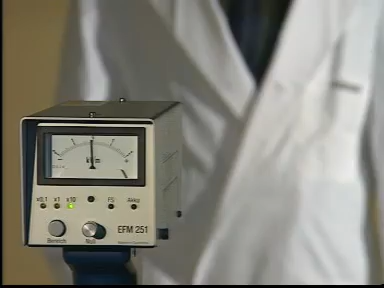 kV/m
x0,1 x1 x10 FS Akku
Bereich Null
EFM 251